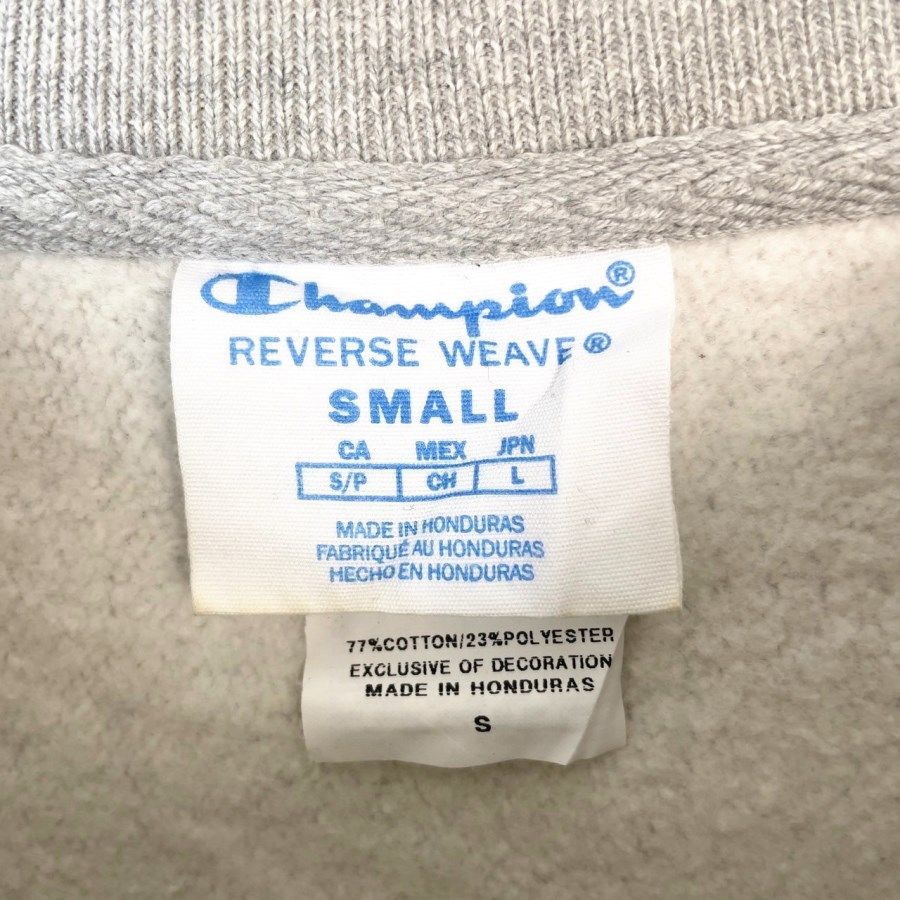 Champion®
REVERSE WEAVE®
SMALL
CA MEX JPN
S/P CH L
MADE IN HONDURAS
FABRIQUÉ AU HONDURAS
HECHO EN HONDURAS
77%COTTON/23%POLYESTER
EXCLUSIVE OF DECORATION
MADE IN HONDURAS
S